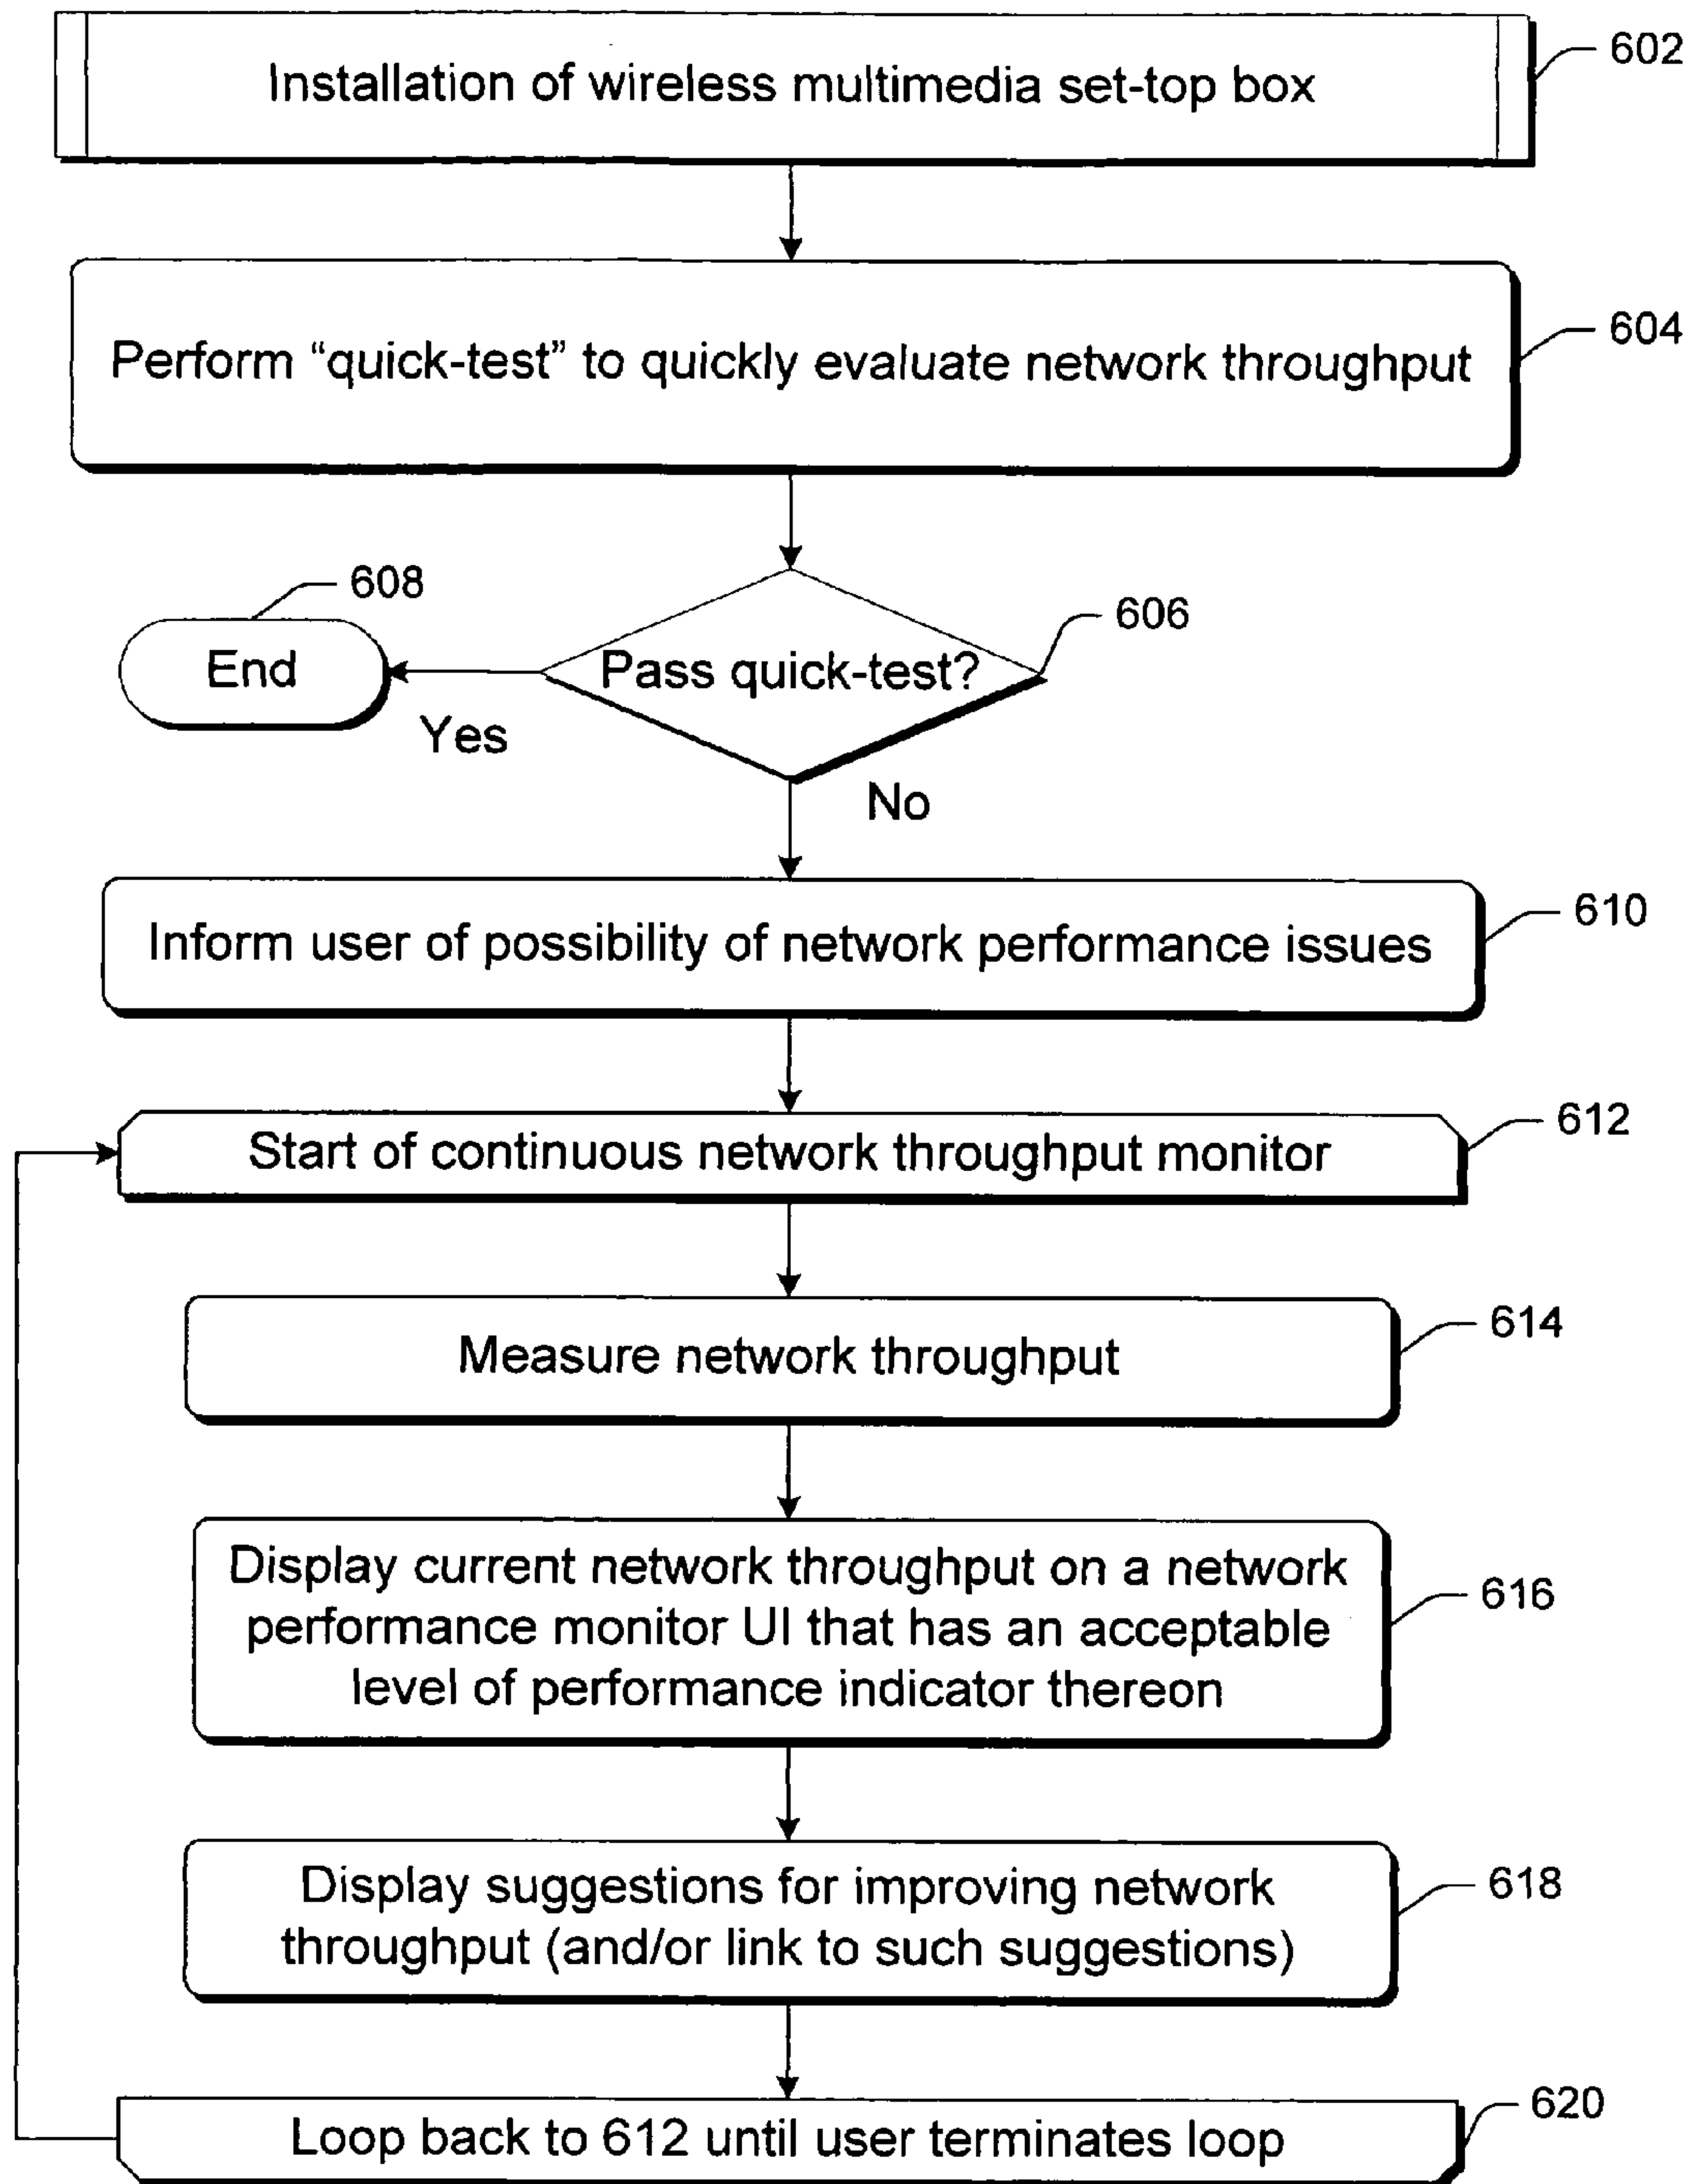 Installation of wireless multimedia set-top box
602
Perform “quick-test” to quickly evaluate network throughput
604
608
606
End
Pass quick-test?
Yes
No
Inform user of possibility of network performance issues
610
Start of continuous network throughput monitor
612
Measure network throughput
614
Display current network throughput on a network
performance monitor UI that has an acceptable
level of performance indicator thereon
616
Display suggestions for improving network
throughput (and/or link to such suggestions)
618
Loop back to 612 until user terminates loop
620